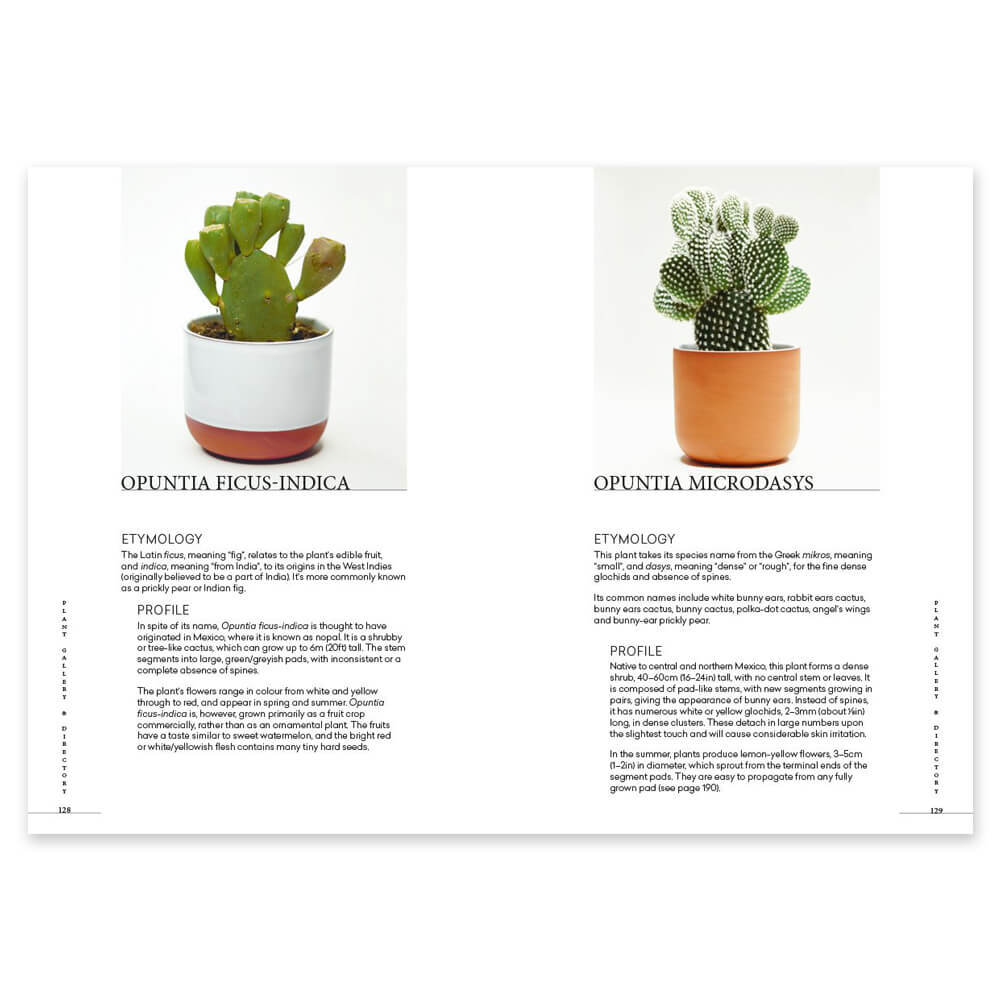 OPUNTIA FICUS-INDICA
ETYMOLOGY
The Latin ficus, meaning “fig”, relates to the plant’s edible fruit,
and indica, meaning “from India”, to its origins in the West Indies
(originally believed to be a part of India). It’s more commonly known
as a prickly pear or Indian fig.
PROFILE
In spite of its name, Opuntia ficus-indica is thought to have
originated in Mexico, where it is known as nopal. It is a shrubby
or tree-like cactus, which can grow up to 6m (20ft) tall. The stem
segments into large, green/greyish pads, with inconsistent or a
complete absence of spines.
The plant’s flowers range in colour from white and yellow
through to red, and appear in spring and summer. Opuntia
ficus-indica is, however, grown primarily as a fruit crop
commercially, rather than as an ornamental plant. The fruits
have a taste similar to sweet watermelon, and the bright red
or white/yellowish flesh contains many tiny hard seeds.
PLANT GALLERY & DIRECTORY
128
OPUNTIA MICRODASYS
ETYMOLOGY
This plant takes its species name from the Greek mikros, meaning
“small”, and dasys, meaning “dense” or “rough”, for the fine dense
glochids and absence of spines.
Its common names include white bunny ears, rabbit ears cactus,
bunny ears cactus, bunny cactus, polka-dot cactus, angel’s wings
and bunny-ear prickly pear.
PROFILE
Native to central and northern Mexico, this plant forms a dense
shrub, 40–60cm (16–24in) tall, with no central stem or leaves. It
is composed of pad-like stems, with new segments growing in
pairs, giving the appearance of bunny ears. Instead of spines,
it has numerous white or yellow glochids, 2–3mm (about ⅛in)
long, in dense clusters. These detach in large numbers upon
the slightest touch and will cause considerable skin irritation.
In the summer, plants produce lemon-yellow flowers, 3–5cm
(1–2in) in diameter, which sprout from the terminal ends of the
segment pads. They are easy to propagate from any fully
grown pad (see page 190).
PLANT GALLERY & DIRECTORY
129